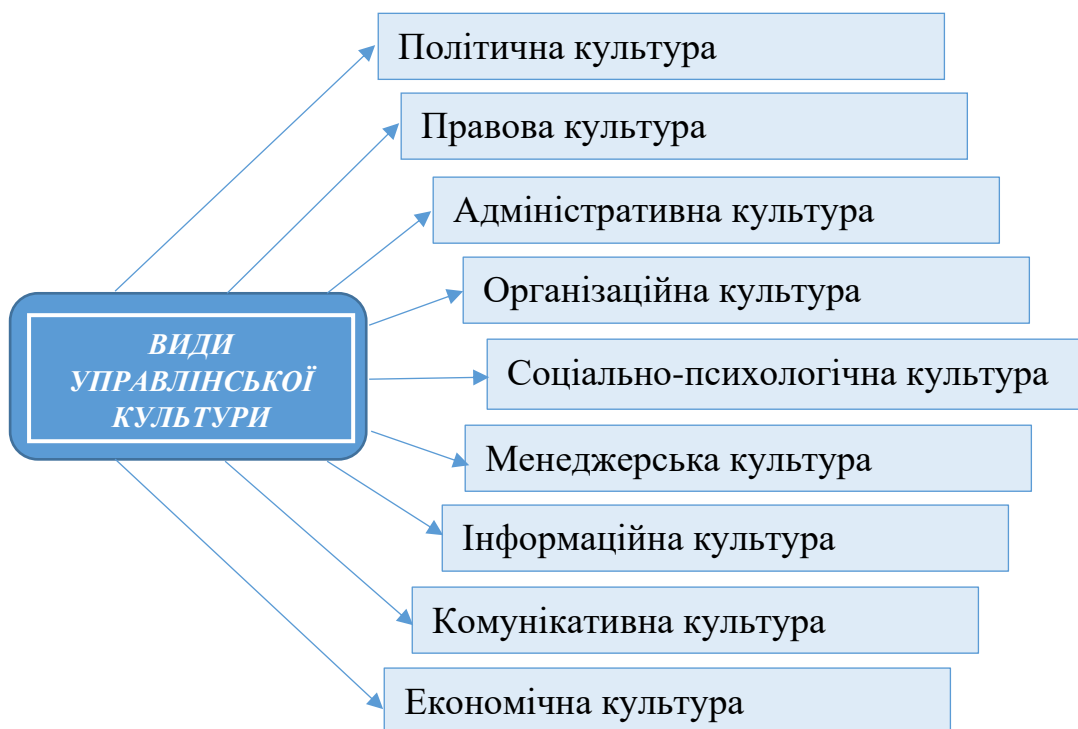 Політична культура
Правова культура
Адміністративна культура
Організаційна культура
ВИДИ
УПРАВЛІНСЬКОЇ
КУЛЬТУРИ
Соціально-психологічна культура
Менеджерська культура
Інформаційна культура
Комунікативна культура
Економічна культура